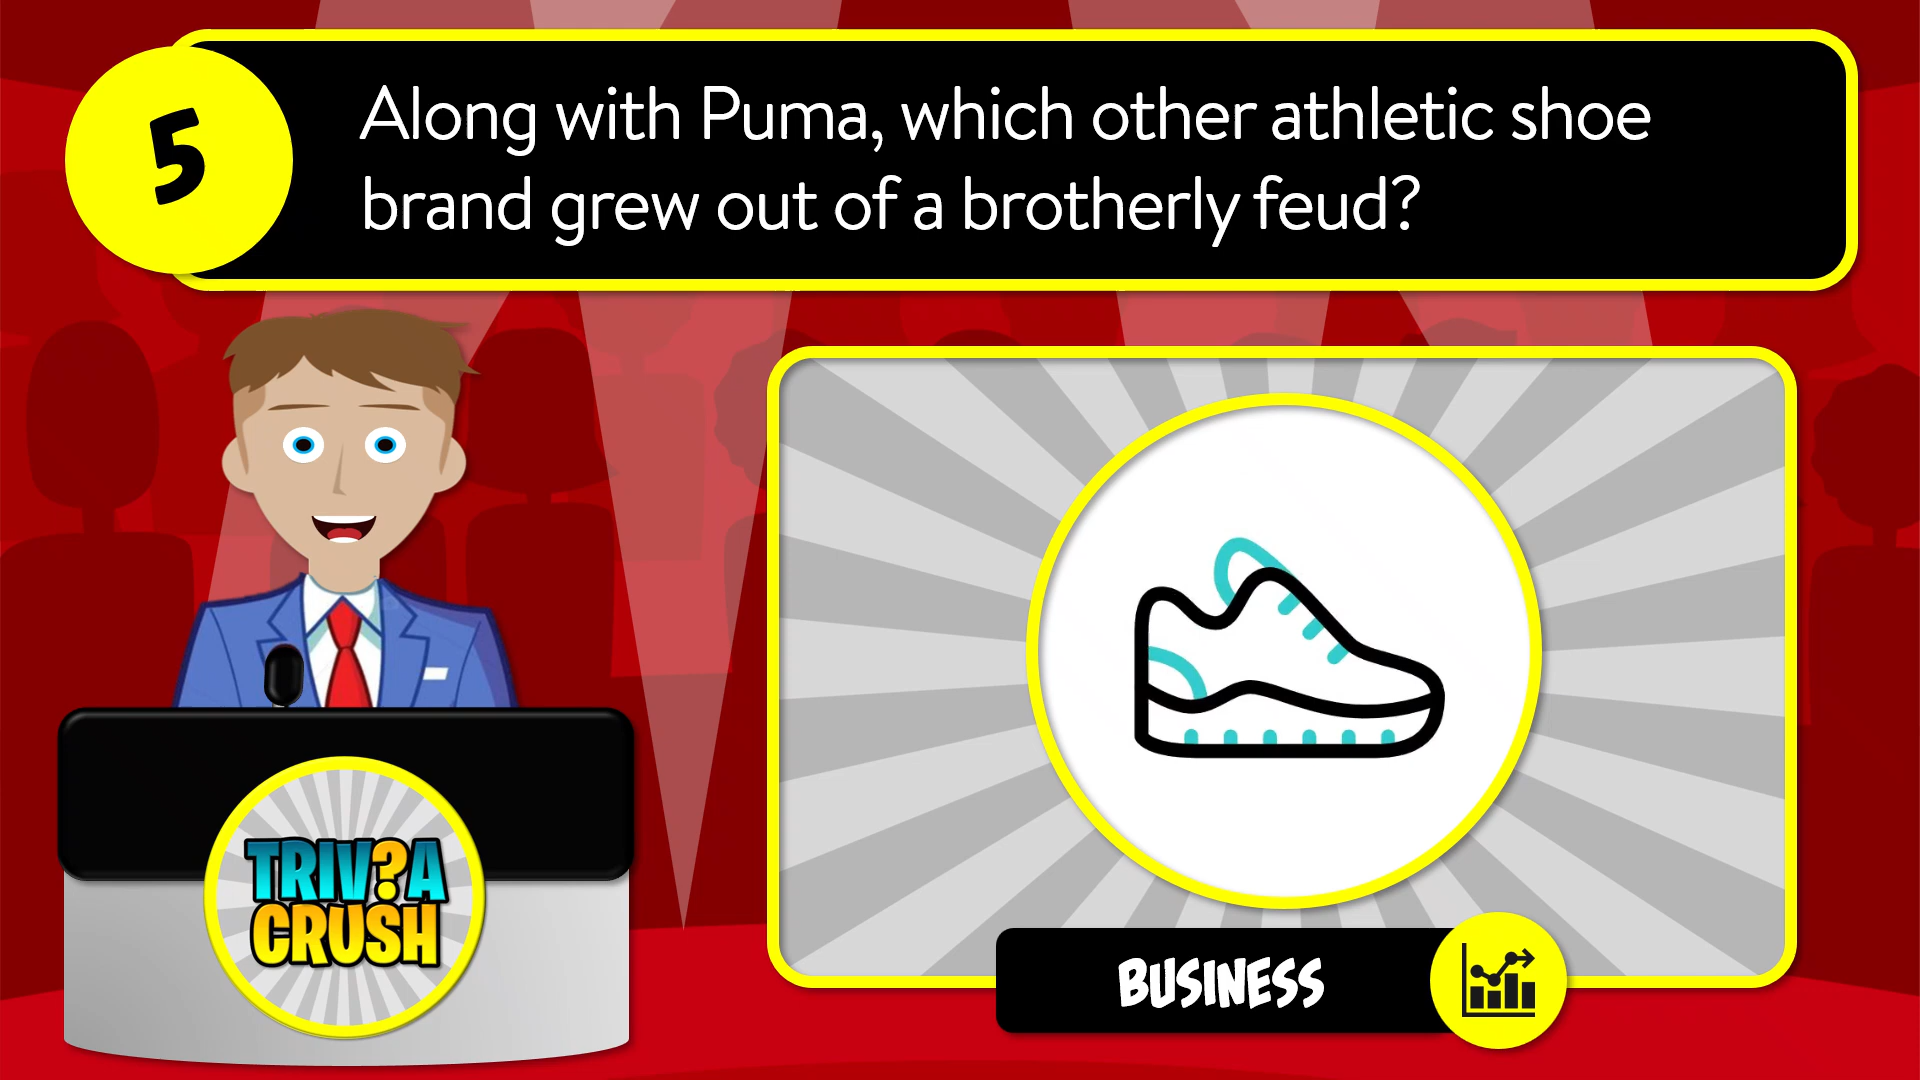 5
Along with Puma, which other athletic shoe
brand grew out of a brotherly feud?
TRIV?A
CRUSH
BUSINESS